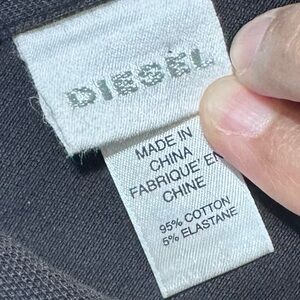 DIESEL
MADE IN
CHINA
FABRIQUE' EN
CHINE
95% COTTON
5% ELASTANE